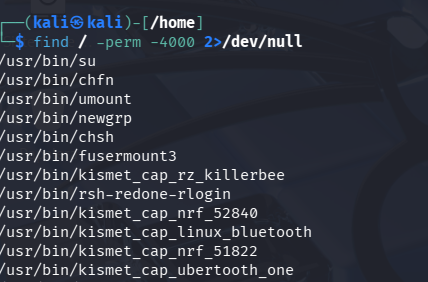 ┌──(kali㉿kali)-[/home]
└─$ find / -perm -4000 2>/dev/null
/usr/bin/su
/usr/bin/chfn
/usr/bin/umount
/usr/bin/newgrp
/usr/bin/chsh
/usr/bin/fusermount3
/usr/bin/kismet_cap_rz_killerbee
/usr/bin/rsh-redone-rlogin
/usr/bin/kismet_cap_nrf_52840
/usr/bin/kismet_cap_linux_bluetooth
/usr/bin/kismet_cap_nrf_51822
/usr/bin/kismet_cap_ubertooth_one